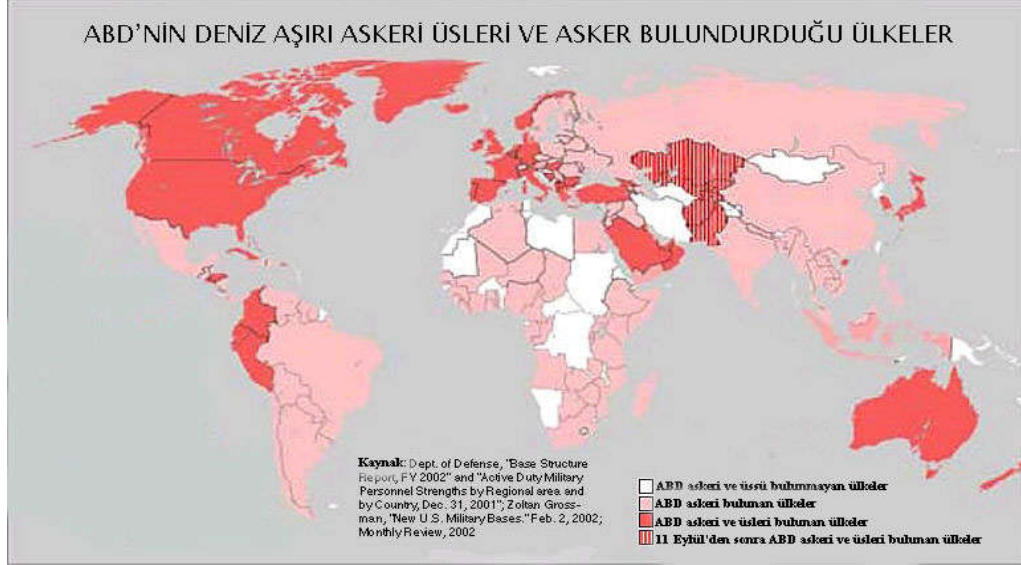 ABD'NİN DENİZ AŞIRI ASKERİ ÜSLERİ VE ASKER BULUNDURDUĞU ÜLKELER
Kaynak: Dept. of Defense, "Base Structure
Report, FY 2002" and "Active Duty Military
Personnel Strengths by Regional area and
by Country, Dec. 31, 2001"; Zoltan Gross-
man, "New U.S. Military Bases." Feb. 2, 2002;
Monthly Review, 2002
ABD askeri ve üssü bulunmayan ülkeler
ABD askeri bulunan ülkeler
ABD askeri ve üsleri bulunan ülkeler
11 Eylül'den sonra ABD askeri ve üsleri bulunan ülkeler